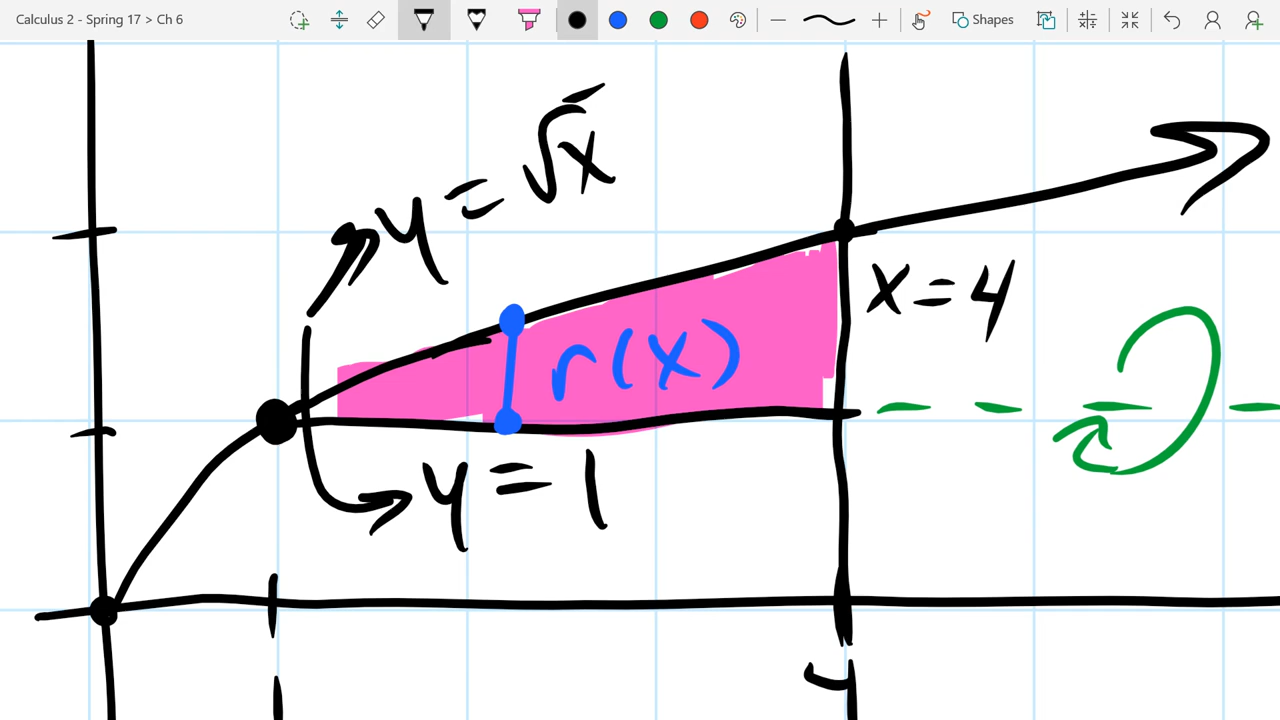 Calculus 2 - Spring 17 > Ch 6
Shapes
y = √x
x = 4
r(x)
y = 1
1
4